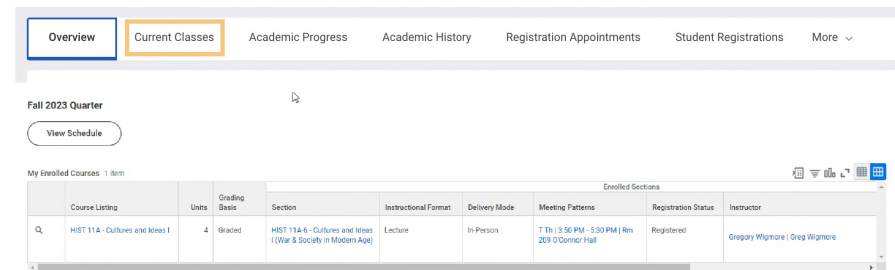 Overview Current Classes Academic Progress Academic History Registration Appointments Student Registrations More
Fall 2023 Quarter
View Schedule
My Enrolled Courses 1 item
Enrolled Sections
Course Listing Units Grading Basis Section Instructional Format Delivery Mode Meeting Patterns Registration Status Instructor
HIST 11A - Cultures and Ideas I 4 Graded HIST 11A-6 - Cultures and Ideas Lecture In-Person T Th | 3:50 PM - 5:30 PM | Rm Registered Gregory Wigmore | Greg Wigmore
I (War & Society in Modern Age) 209 O'Connor Hall